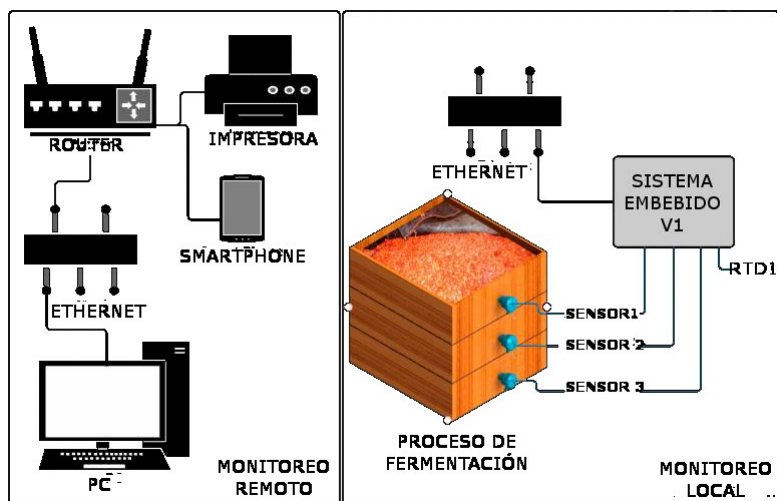 ROUTER
IMPRESORA
SMARTPHONE
ETHERNET
PC
MONITOREO
REMOTO
ETHERNET
SISTEMA
EMBEBIDO
V1
RTD1
SENSOR1
SENSOR 2
SENSOR 3
PROCESO DE
FERMENTACIÓN
MONITOREO
LOCAL